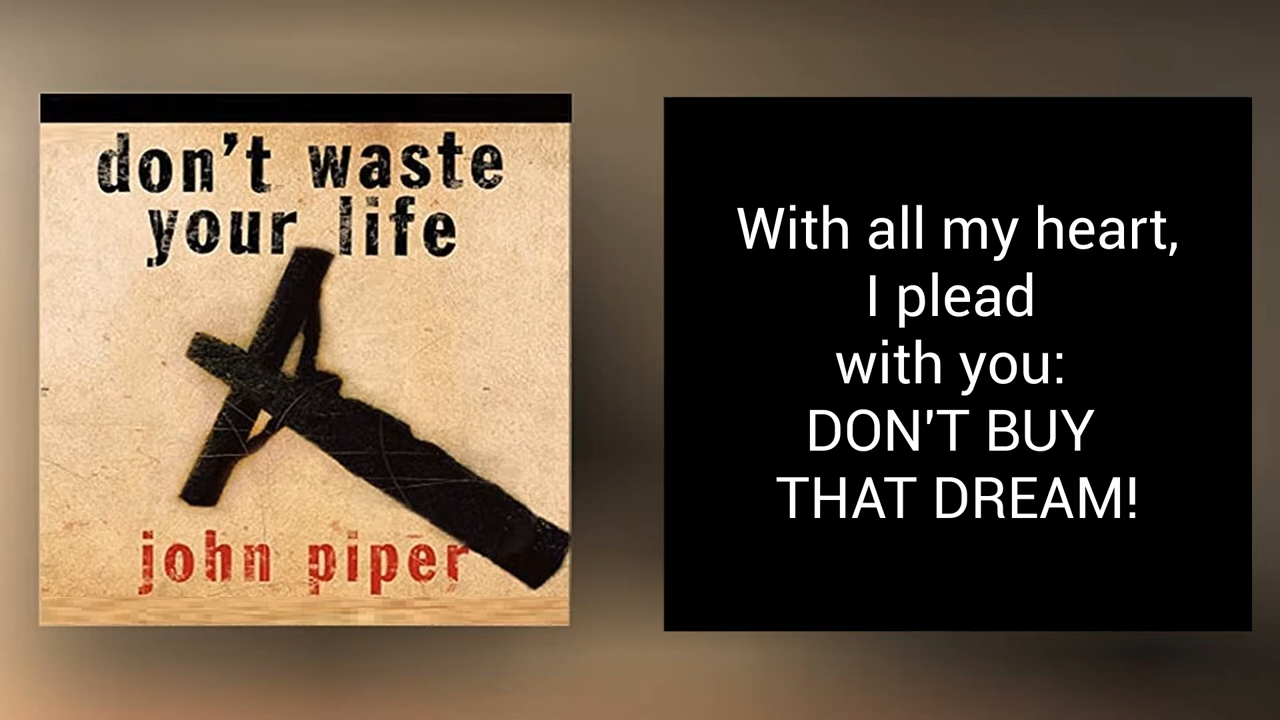 don't waste
your life
john piper
With all my heart,
I plead
with you:
DON'T BUY
THAT DREAM!